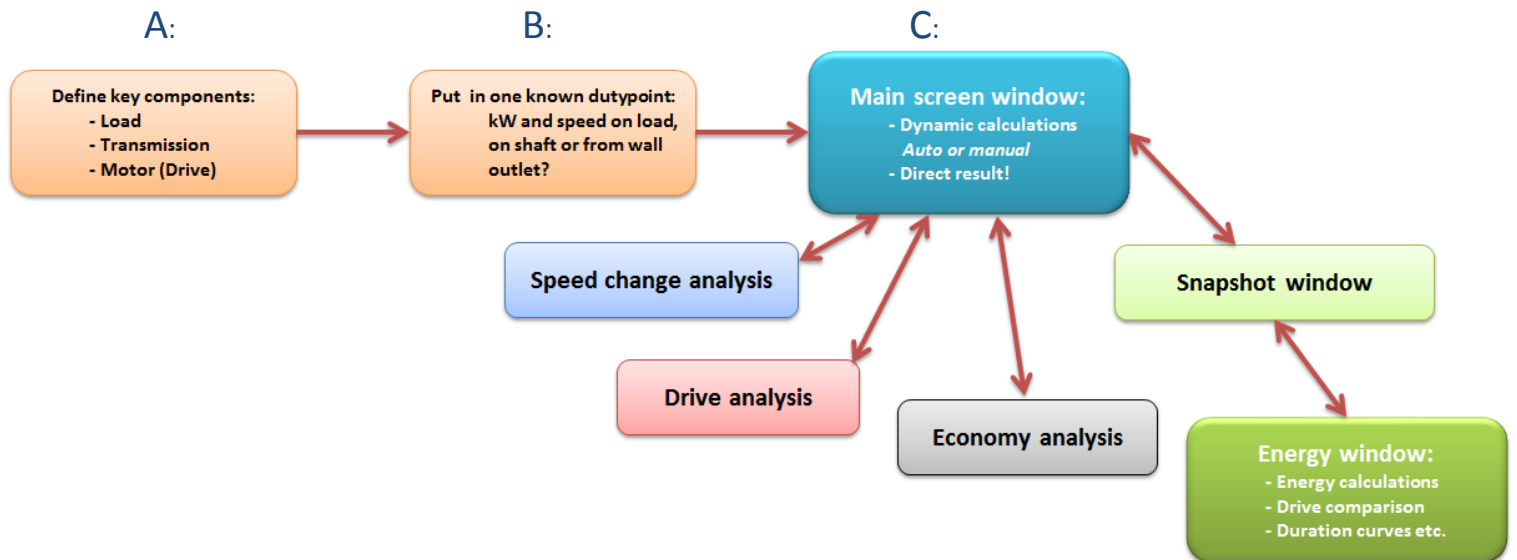 A:
B:
C:
Define key components:
- Load
- Transmission
- Motor (Drive)
Put in one known dutypoint:
kW and speed on load,
on shaft or from wall
outlet?
Main screen window:
- Dynamic calculations
Auto or manual
- Direct result!
Speed change analysis
Snapshot window
Drive analysis
Economy analysis
Energy window:
- Energy calculations
- Drive comparison
- Duration curves etc.